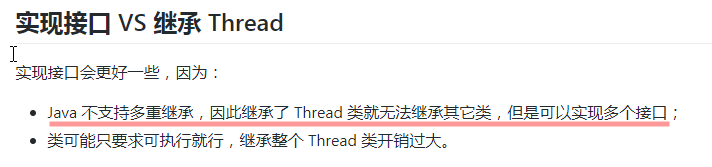 实现接口 VS 继承 Thread
实现接口会更好一些，因为：
• Java 不支持多重继承，因此继承了 Thread 类就无法继承其它类，但是可以实现多个接口；
• 类可能只要求可执行就行，继承整个 Thread 类开销过大。